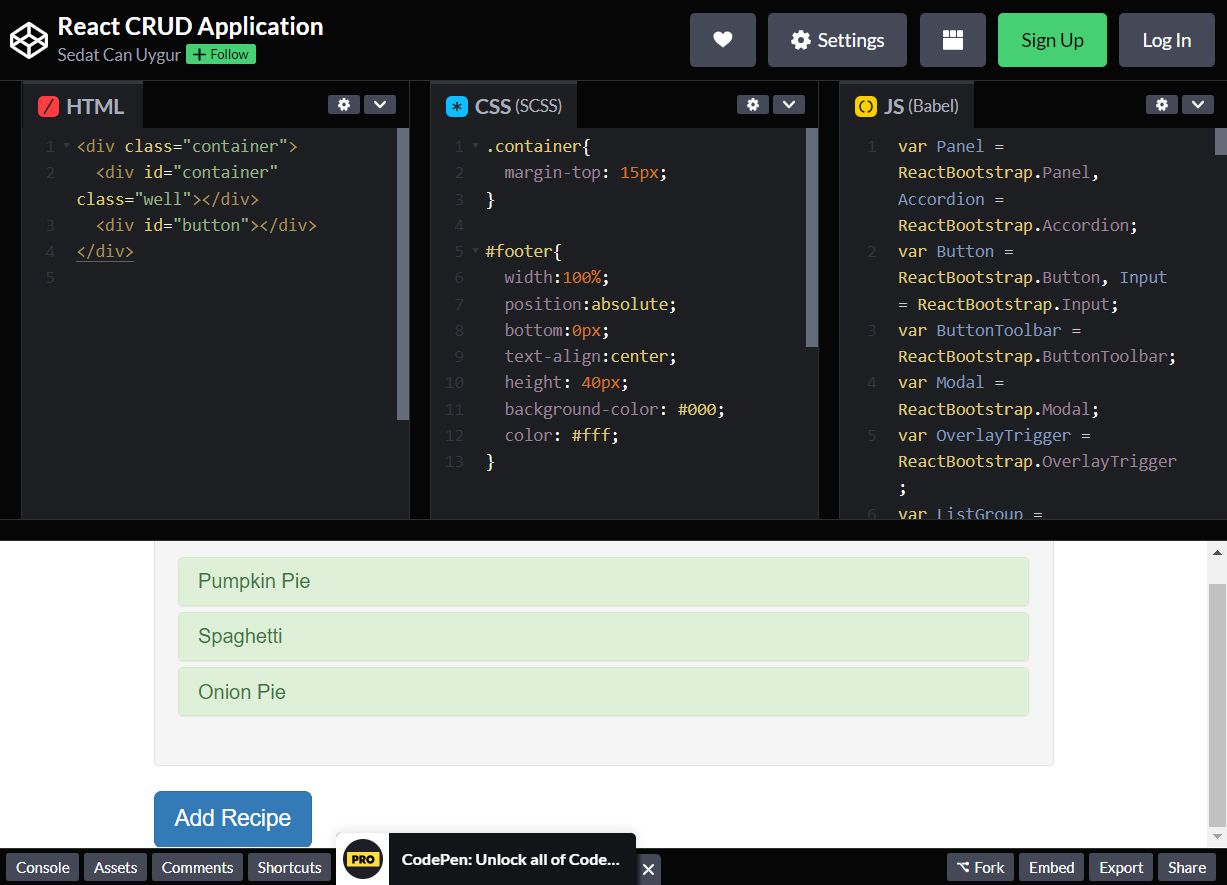 React CRUD Application
Sedat Can Uygur + Follow
Settings
Sign Up
Log In
HTML
1 <div class="container">
2 <div id="container"
class="well"></div>
3 <div id="button"></div>
4 </div>
5
CSS (SCSS)
1 .container{
2 margin-top: 15px;
3 }
4
5 #footer{
6 width:100%;
7 position:absolute;
8 bottom:0px;
9 text-align:center;
10 height: 40px;
11 background-color: #000;
12 color: #fff;
13 }
JS (Babel)
1 var Panel =
ReactBootstrap.Panel,
Accordion =
ReactBootstrap.Accordion;
2 var Button =
ReactBootstrap.Button, Input
= ReactBootstrap.Input;
3 var ButtonToolbar =
ReactBootstrap.ButtonToolbar;
4 var Modal =
ReactBootstrap.Modal;
5 var OverlayTrigger =
ReactBootstrap.OverlayTrigger
;
6 var ListGroup =
Pumpkin Pie
Spaghetti
Onion Pie
Add Recipe
Console
Assets
Comments
Shortcuts
PRO
CodePen: Unlock all of Code...
Fork
Embed
Export
Share